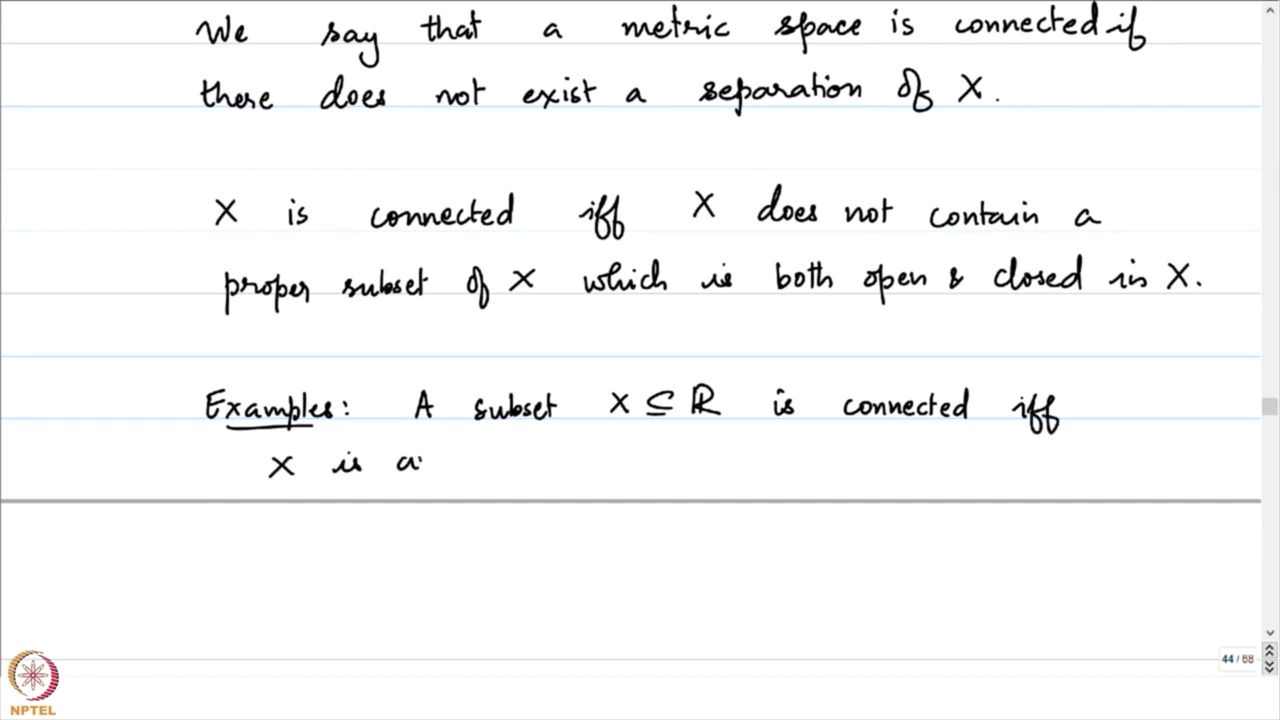 We say that a metric space is connected if
there does not exist a separation of X.
X is connected iff X does not contain a
proper subset of X which is both open & closed in X.
Examples: A subset X ⊆ ℝ is connected iff
X is a
44 / 68
NPTEL